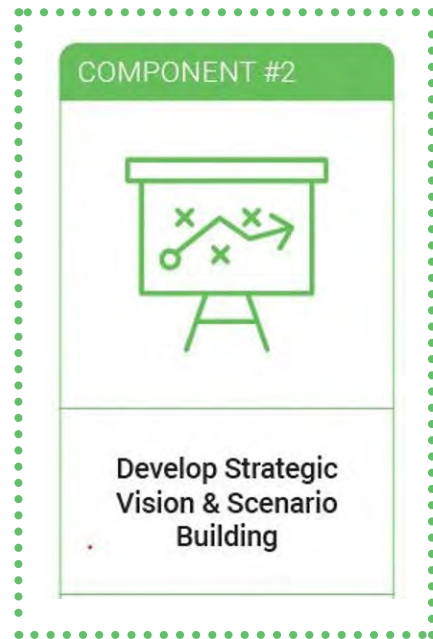 COMPONENT #2
Develop Strategic
Vision & Scenario
Building